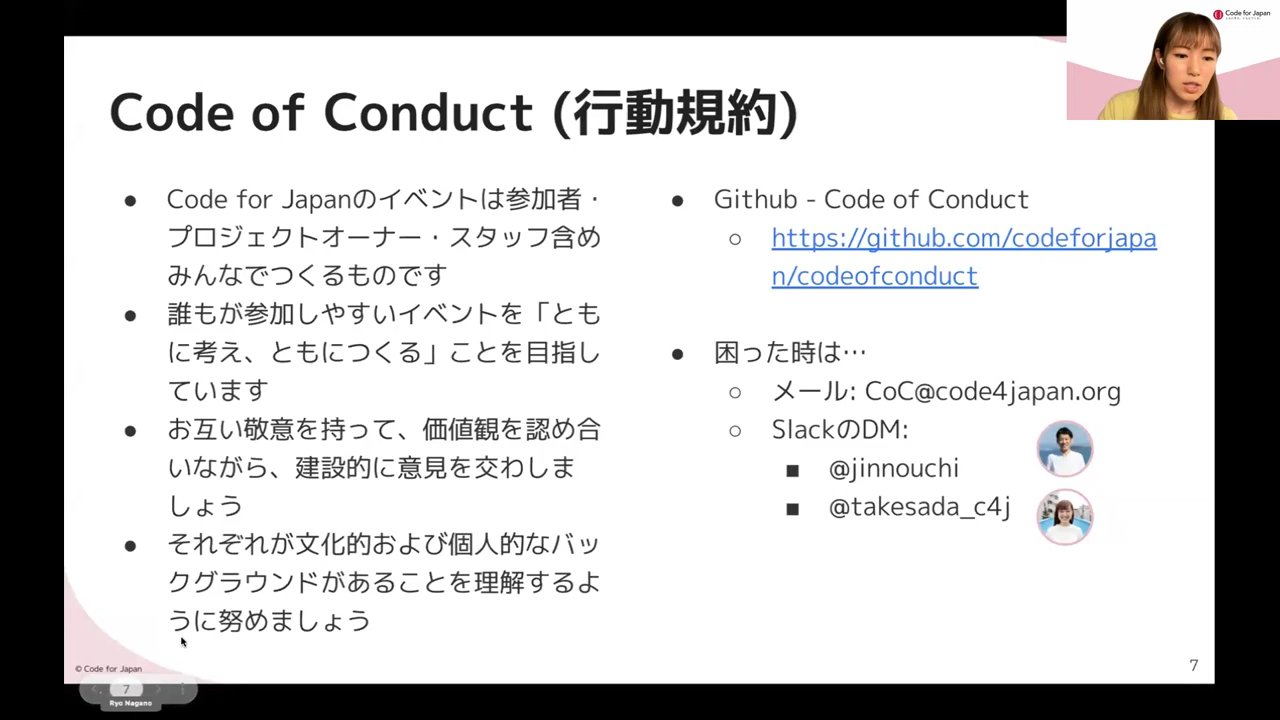 Code for Japan
Code of Conduct (行動規約)
● Code for Japanのイベントは参加者・
プロジェクトオーナー・スタッフ含め
みんなでつくるものです
● 誰もが参加しやすいイベントを「とも
に考え、ともにつくる」ことを目指し
ています
● お互い敬意を持って、価値観を認め合
いながら、建設的に意見を交わしま
しょう
● それぞれが文化的および個人的なバッ
クグラウンドがあることを理解するよ
うに努めましょう
● Github - Code of Conduct
○ https://github.com/codeforjapa
n/codeofconduct
● 困った時は…
○ メール: CoC@code4japan.org
○ SlackのDM:
■ @jinnouchi
■ @takesada_c4j
© Code for Japan
7
7
Ryo Nagano